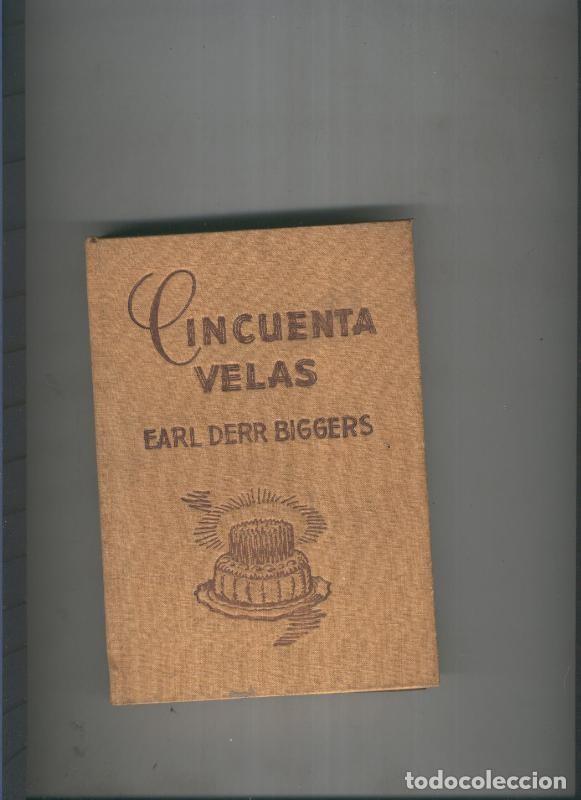 CINCUENTA
VELAS
EARL DERR BIGGERS
todocoleccion